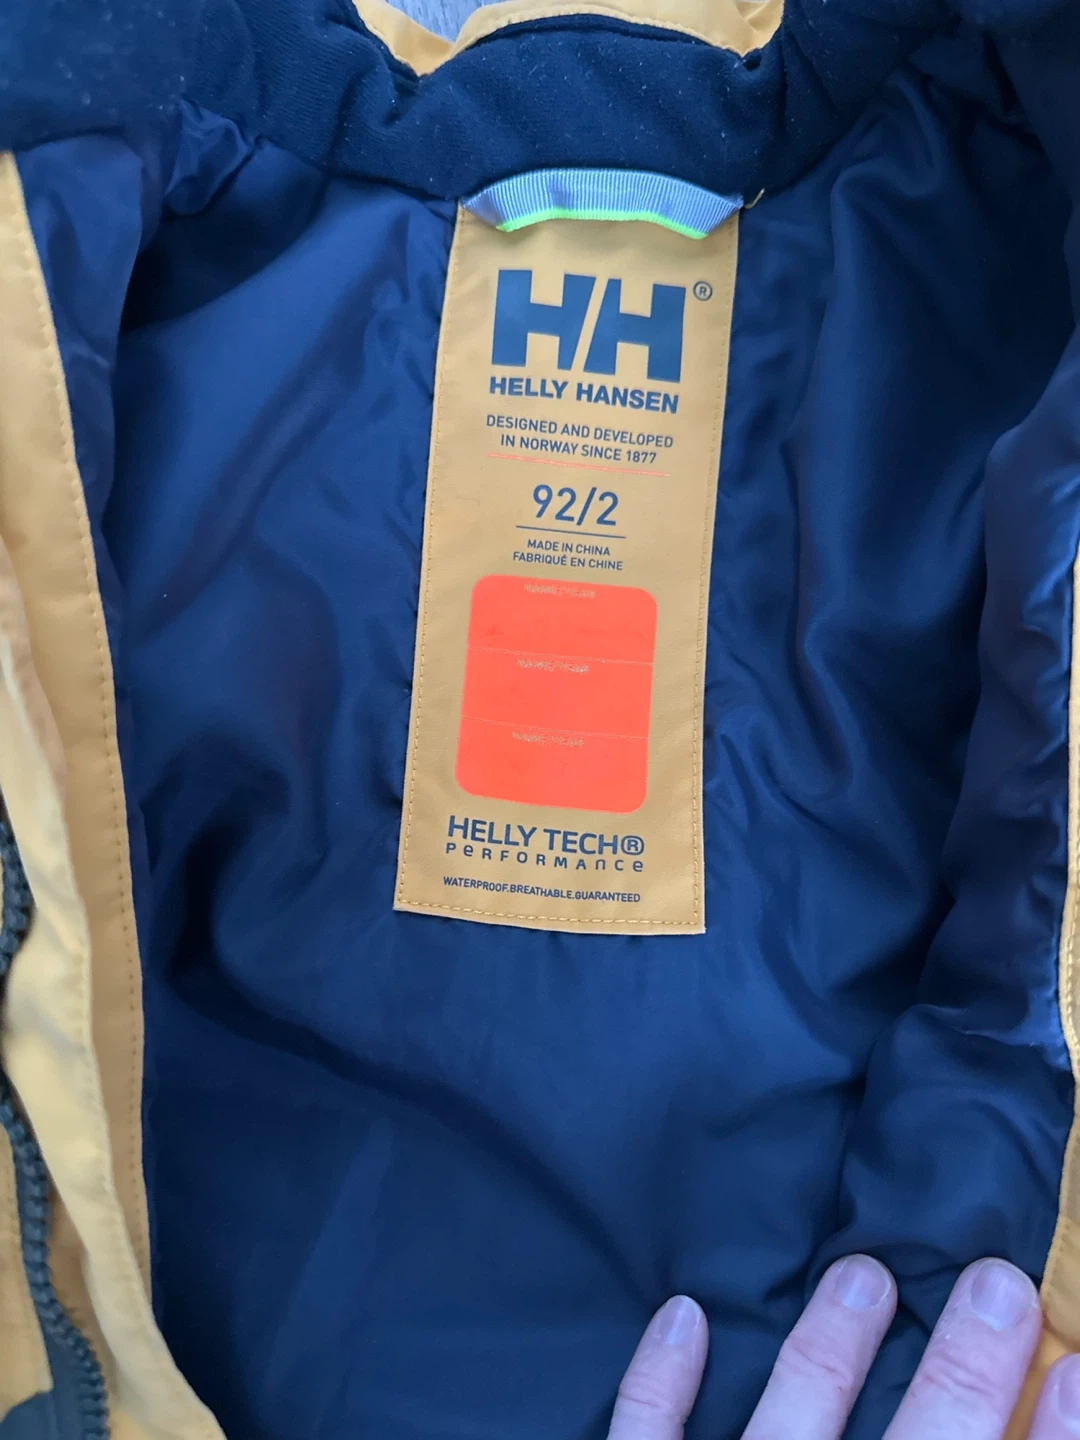 HH®
HELLY HANSEN
DESIGNED AND DEVELOPED
IN NORWAY SINCE 1877
92/2
MADE IN CHINA
FABRIQUÉ EN CHINE
HELLY TECH®
PERFORMANCE
WATERPROOF.BREATHABLE.GUARANTEED